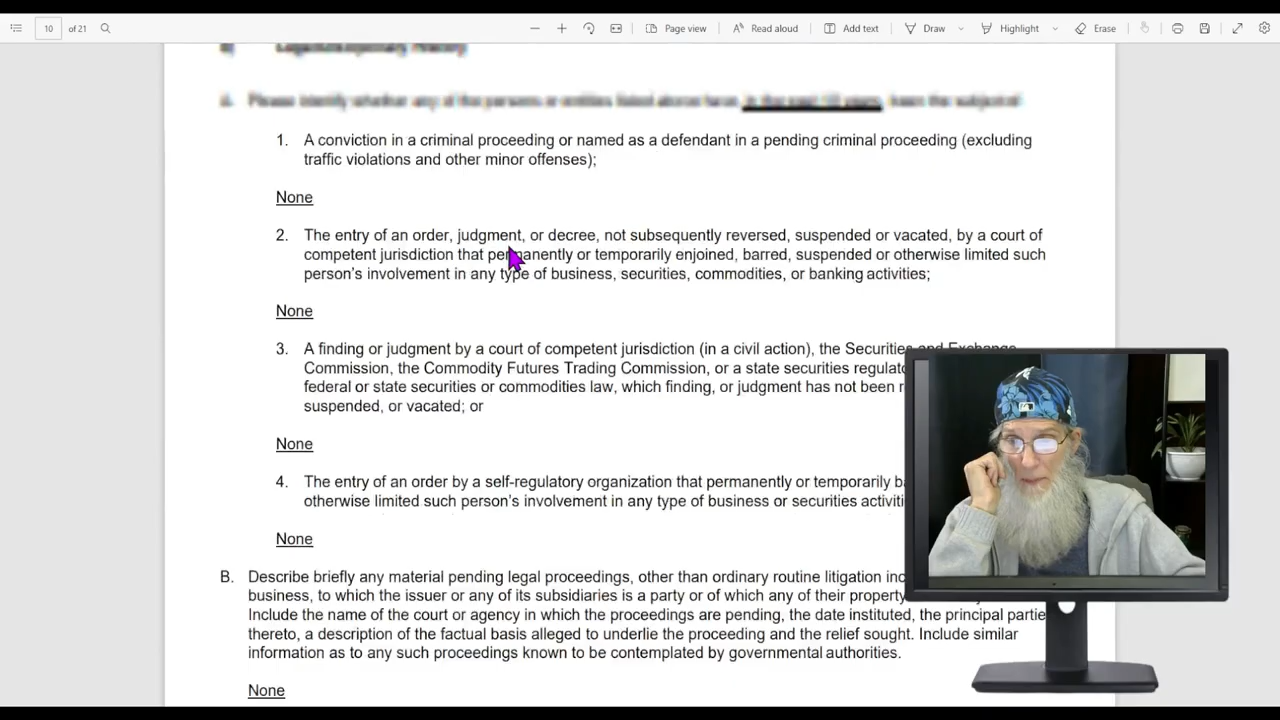 10 of 21 Page view Read aloud Add text Draw Highlight Erase
1. A conviction in a criminal proceeding or named as a defendant in a pending criminal proceeding (excluding
traffic violations and other minor offenses);
None
2. The entry of an order, judgment, or decree, not subsequently reversed, suspended or vacated, by a court of
competent jurisdiction that permanently or temporarily enjoined, barred, suspended or otherwise limited such
person's involvement in any type of business, securities, commodities, or banking activities;
None
3. A finding or judgment by a court of competent jurisdiction (in a civil action), the Securities and Exchange
Commission, the Commodity Futures Trading Commission, or a state securities
federal or state securities or commodities law, which finding, or judgment has not been
suspended, or vacated; or
None
4. The entry of an order by a self-regulatory organization that permanently or temporarily
otherwise limited such person's involvement in any type of business or securities
None
B. Describe briefly any material pending legal proceedings, other than ordinary routine litigation
business, to which the issuer or any of its subsidiaries is a party or of which any of their property
Include the name of the court or agency in which the proceedings are pending, the date instituted, the principal
thereto, a description of the factual basis alleged to underlie the proceeding and the relief sought. Include similar
information as to any such proceedings known to be contemplated by governmental authorities.
None